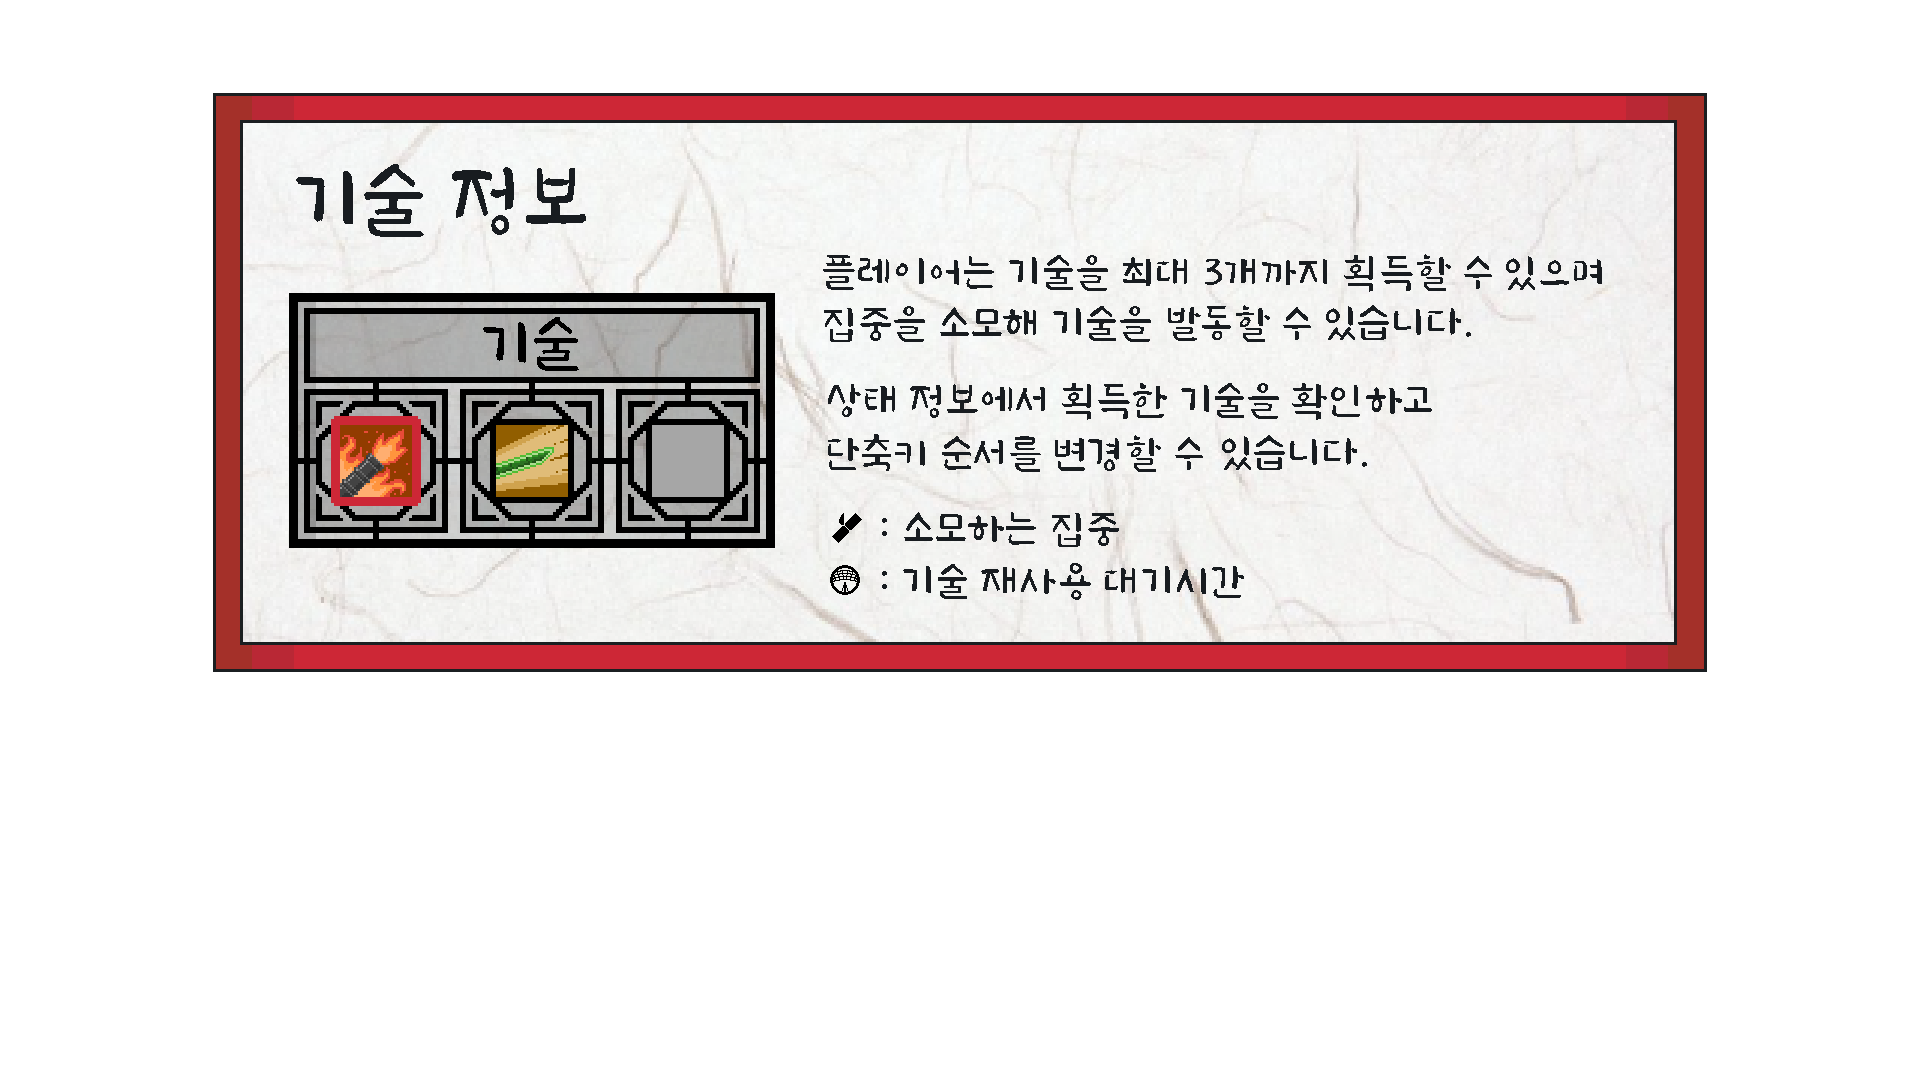 기술 정보
기술
플레이어는 기술을 최대 3개까지 획득할 수 있으며
집중을 소모해 기술을 발동할 수 있습니다.
상태 정보에서 획득한 기술을 확인하고
단축키 순서를 변경할 수 있습니다.
: 소모하는 집중
: 기술 재사용 대기시간